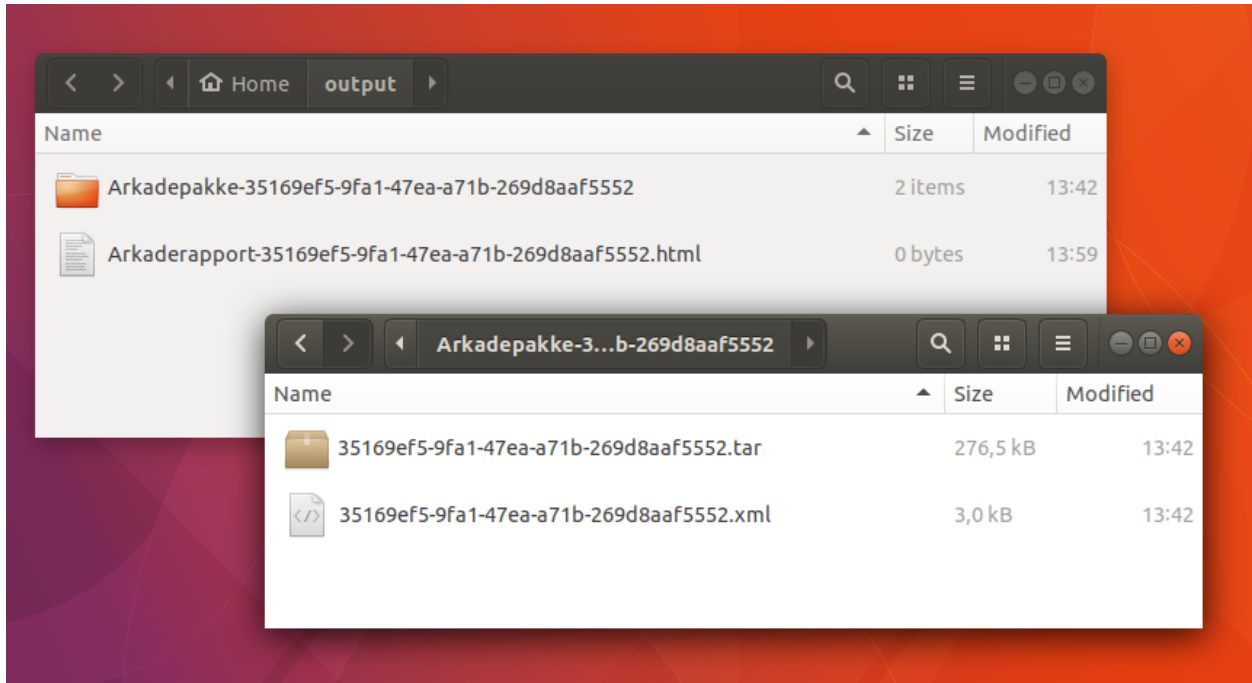 Home output
Name Size Modified
Arkadepakke-35169ef5-9fa1-47ea-a71b-269d8aaf5552 2 items 13:42
Arkaderapport-35169ef5-9fa1-47ea-a71b-269d8aaf5552.html 0 bytes 13:59
Arkadepakke-3...b-269d8aaf5552
Name Size Modified
35169ef5-9fa1-47ea-a71b-269d8aaf5552.tar 276,5 kB 13:42
35169ef5-9fa1-47ea-a71b-269d8aaf5552.xml 3,0 kB 13:42